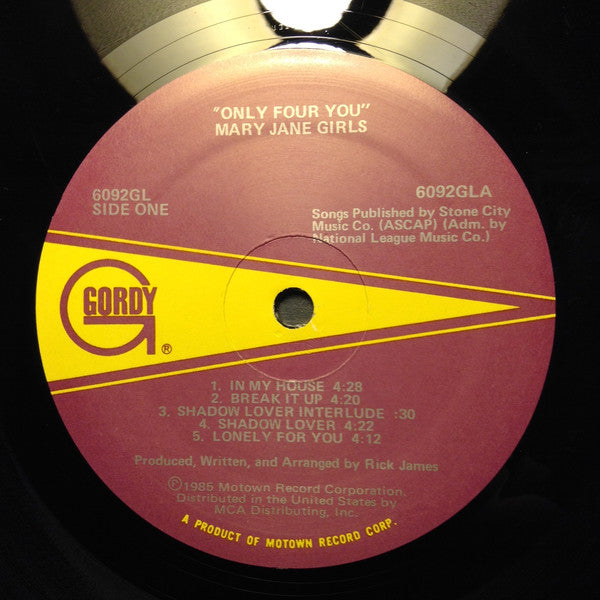 "ONLY FOUR YOU"
MARY JANE GIRLS
6092GL
SIDE ONE
6092GLA
Songs Published by Stone City
Music Co. (ASCAP) (Adm. by
National League Music Co.)
GORDY
®
1. IN MY HOUSE 4:28
2. BREAK IT UP 4:20
3. SHADOW LOVER INTERLUDE :30
4. SHADOW LOVER 4:22
5. LONELY FOR YOU 4:12
Produced, Written, and Arranged by Rick James
℗1985 Motown Record Corporation.
Distributed in the United States by
MCA Distributing, Inc.
A PRODUCT OF MOTOWN RECORD CORP.